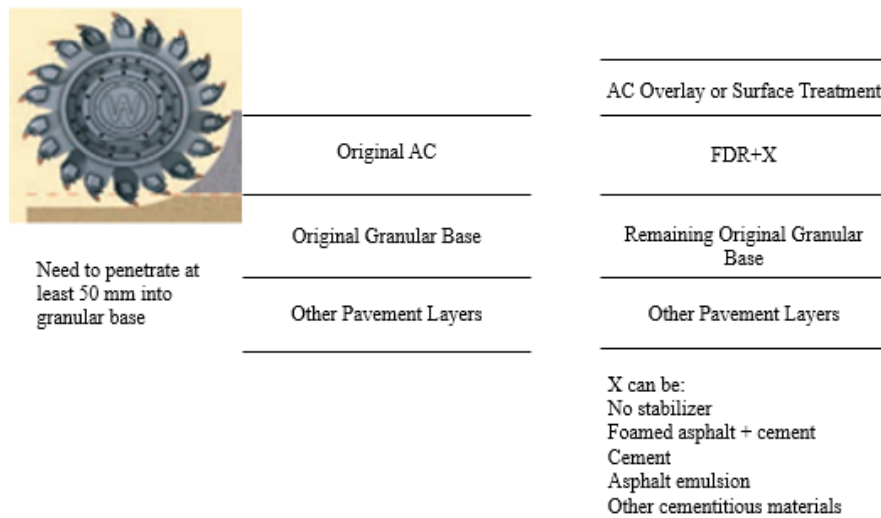 Need to penetrate at
least 50 mm into
granular base
Original AC
Original Granular Base
Other Pavement Layers
AC Overlay or Surface Treatment
FDR+X
Remaining Original Granular
Base
Other Pavement Layers
X can be:
No stabilizer
Foamed asphalt + cement
Cement
Asphalt emulsion
Other cementitious materials